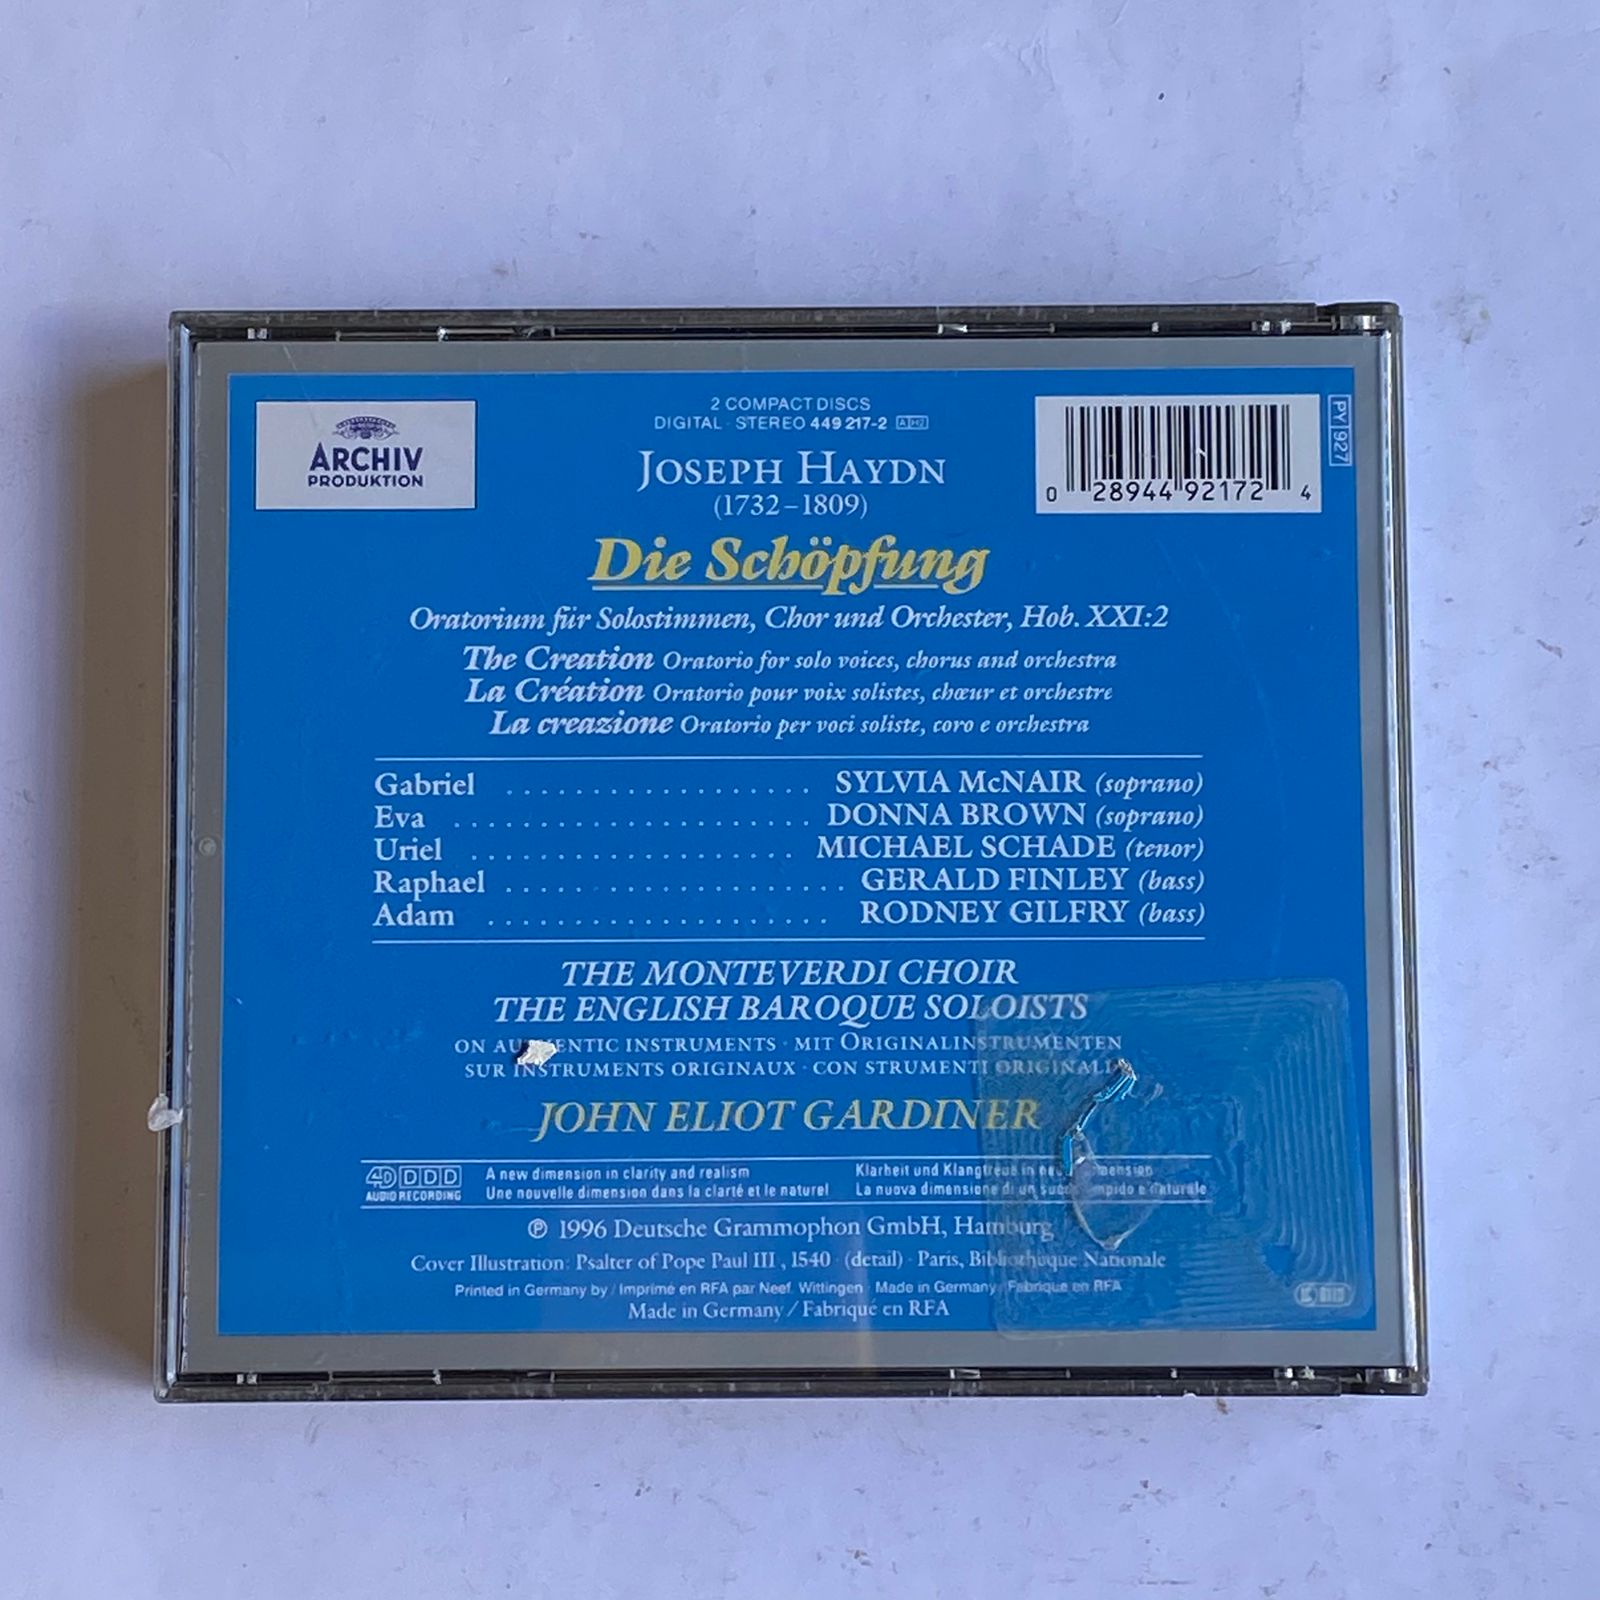 ARCHIV
PRODUKTION
2 COMPACT DISCS
DIGITAL · STEREO 449 217-2 A H2
0 28944 92172 4
PY 927
JOSEPH HAYDN
(1732–1809)
Die Schöpfung
Oratorium für Solostimmen, Chor und Orchester, Hob. XXI:2
The Creation Oratorio for solo voices, chorus and orchestra
La Création Oratorio pour voix solistes, chœur et orchestre
La creazione Oratorio per voci soliste, coro e orchestra
Gabriel . . . . . . . . . . . . . . . . . . . SYLVIA McNAIR (soprano)
Eva . . . . . . . . . . . . . . . . . . . . . . DONNA BROWN (soprano)
Uriel . . . . . . . . . . . . . . . . . . . MICHAEL SCHADE (tenor)
Raphael . . . . . . . . . . . . . . . . . . . . GERALD FINLEY (bass)
Adam . . . . . . . . . . . . . . . . . . . . RODNEY GILFRY (bass)
THE MONTEVERDI CHOIR
THE ENGLISH BAROQUE SOLOISTS
ON AUTHENTIC INSTRUMENTS · MIT ORIGINALINSTRUMENTEN
SUR INSTRUMENTS ORIGINAUX · CON STRUMENTI ORIGINALI
JOHN ELIOT GARDINER
4D DDD
AUDIO RECORDING
A new dimension in clarity and realism
Une nouvelle dimension dans la clarté et le naturel
Klarheit und Klangtreue in dimension
La nuova dimensione di un e naturale
℗ 1996 Deutsche Grammophon GmbH, Hamburg
Cover Illustration: Psalter of Pope Paul III, 1540 · (detail) · Paris, Bibliothèque Nationale
Printed in Germany by / Imprimé en RFA par Neef, Wittingen · Made in Germany / Fabriqué en RFA
Made in Germany / Fabriqué en RFA